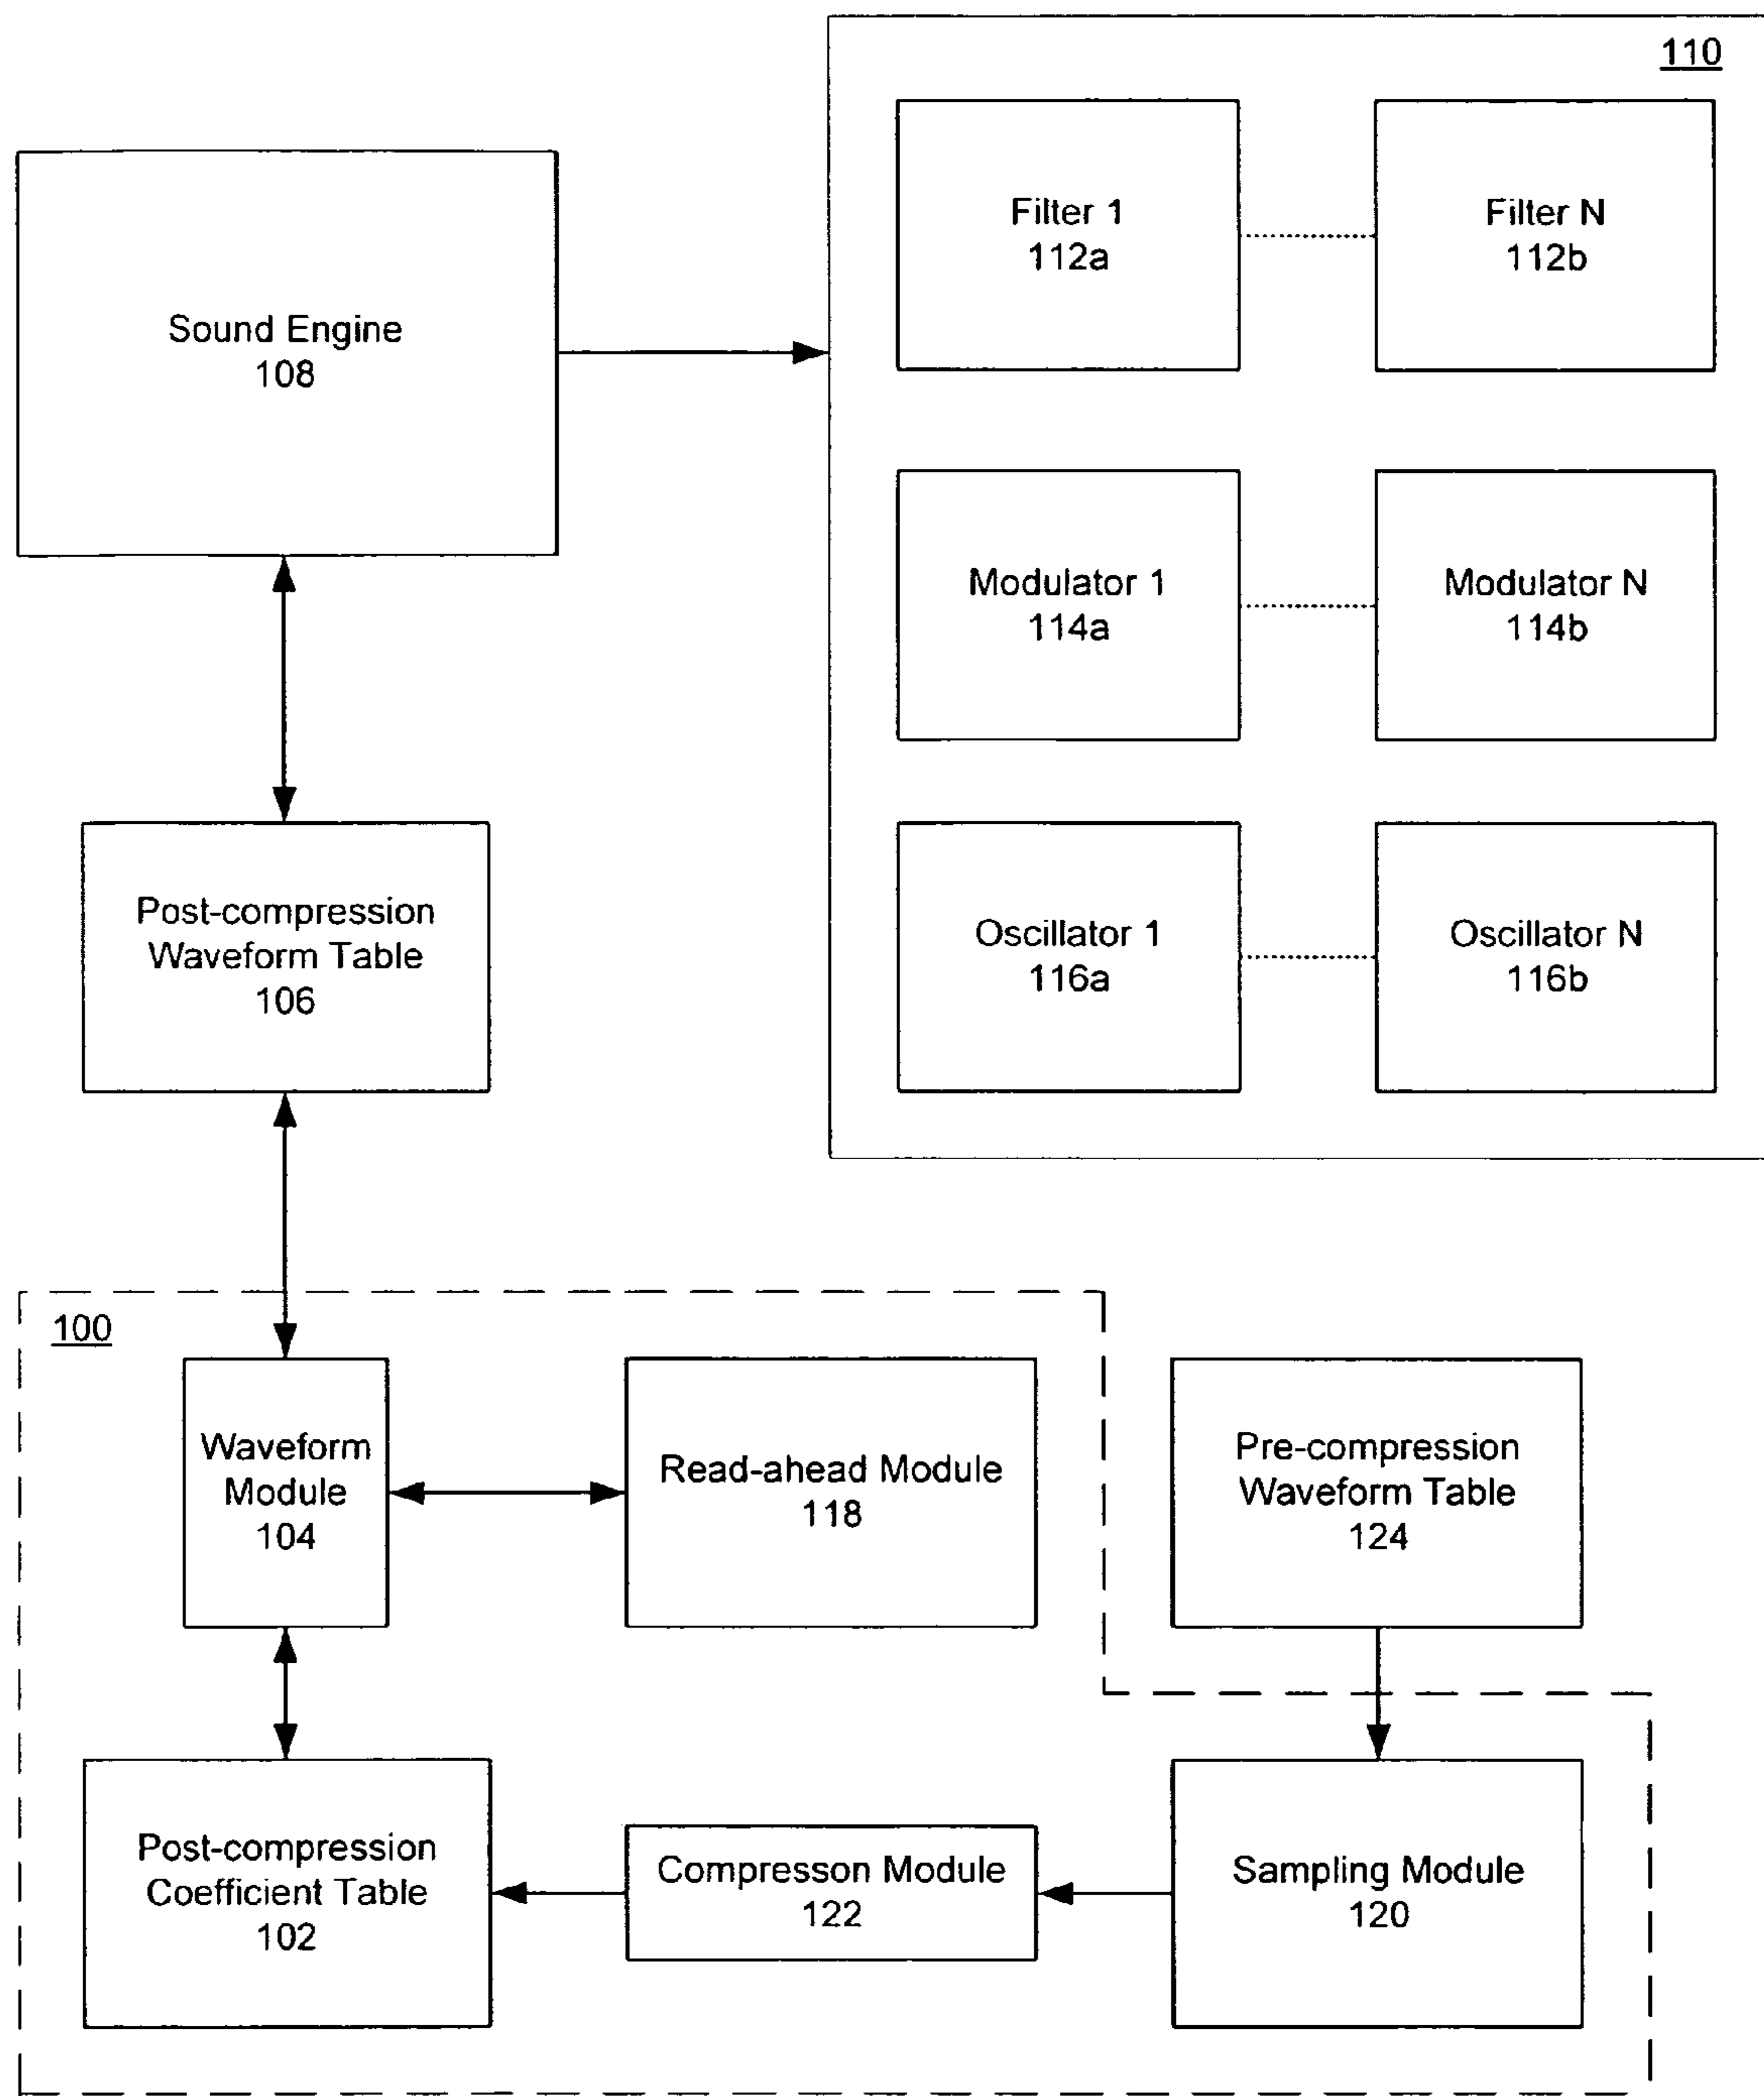 110
Filter 1
112a
Filter N
112b
Sound Engine
108
Modulator 1
114a
Modulator N
114b
Post-compression
Waveform Table
106
Oscillator 1
116a
Oscillator N
116b
100
Waveform
Module
104
Read-ahead Module
118
Pre-compression
Waveform Table
124
Post-compression
Coefficient Table
102
Compresson Module
122
Sampling Module
120